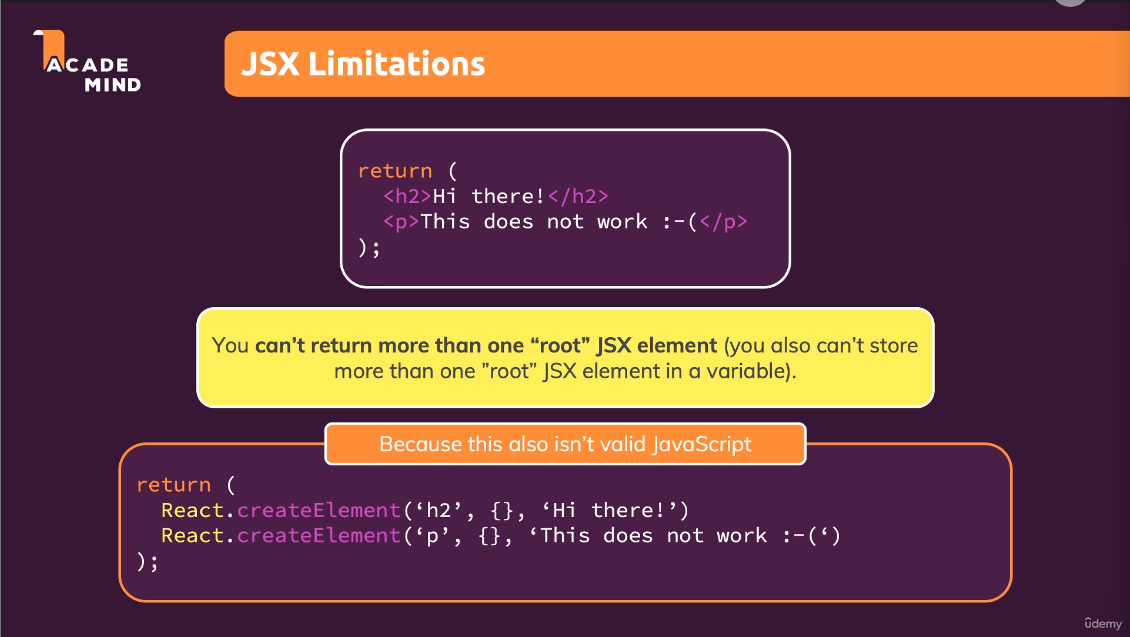 ACADE
MIND
JSX Limitations
return (
<h2>Hi there!</h2>
<p>This does not work :-(</p>
);
You can’t return more than one “root” JSX element (you also can’t store
more than one ”root” JSX element in a variable).
Because this also isn’t valid JavaScript
return (
React.createElement(‘h2’, {}, ‘Hi there!’)
React.createElement(‘p’, {}, ‘This does not work :-(‘)
);
ûdemy